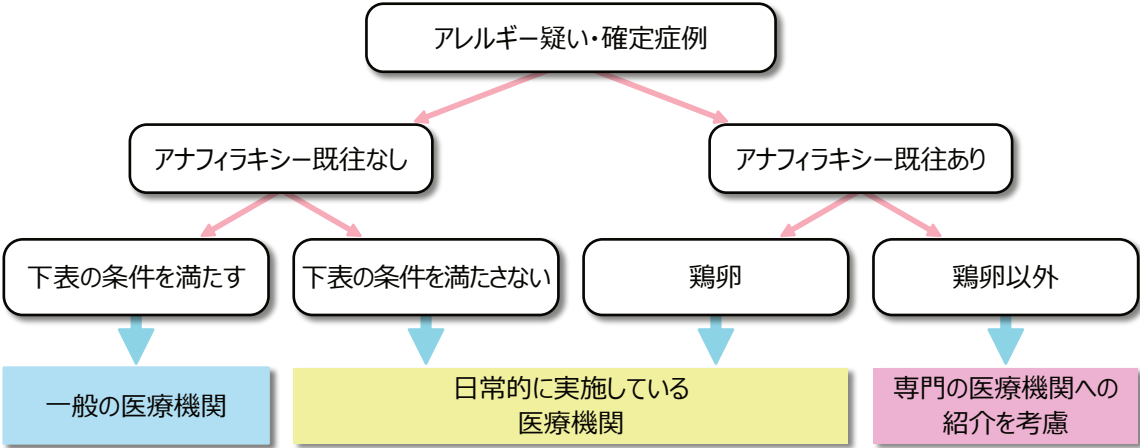 アレルギー疑い・確定症例
アナフィラキシー既往なし
アナフィラキシー既往あり
下表の条件を満たす
下表の条件を満たさない
鶏卵
鶏卵以外
一般の医療機関
日常的に実施している
医療機関
専門の医療機関への
紹介を考慮